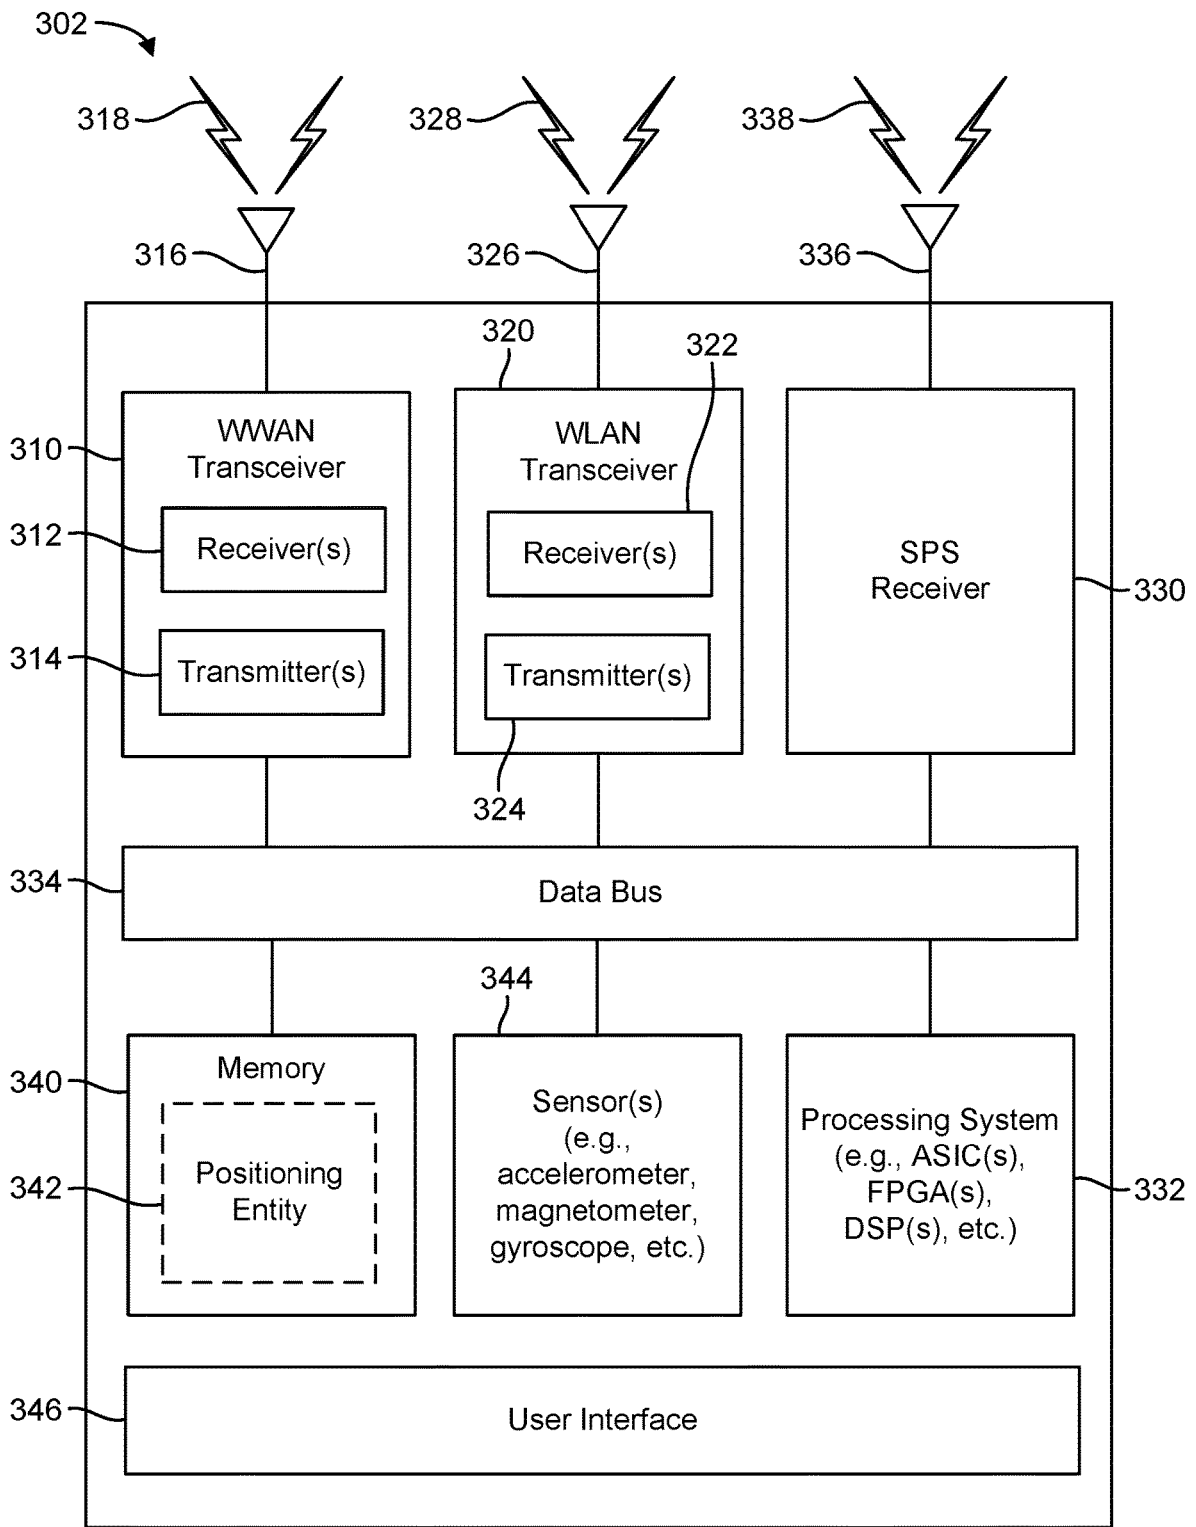 302
318
328
338
316
326
336
320
322
310
WWAN
Transceiver
WLAN
Transceiver
312
Receiver(s)
Receiver(s)
SPS
Receiver
330
314
Transmitter(s)
Transmitter(s)
324
334
Data Bus
344
340
Memory
342
Positioning
Entity
Sensor(s)
(e.g.,
accelerometer,
magnetometer,
gyroscope, etc.)
Processing System
(e.g., ASIC(s),
FPGA(s),
DSP(s), etc.)
332
346
User Interface